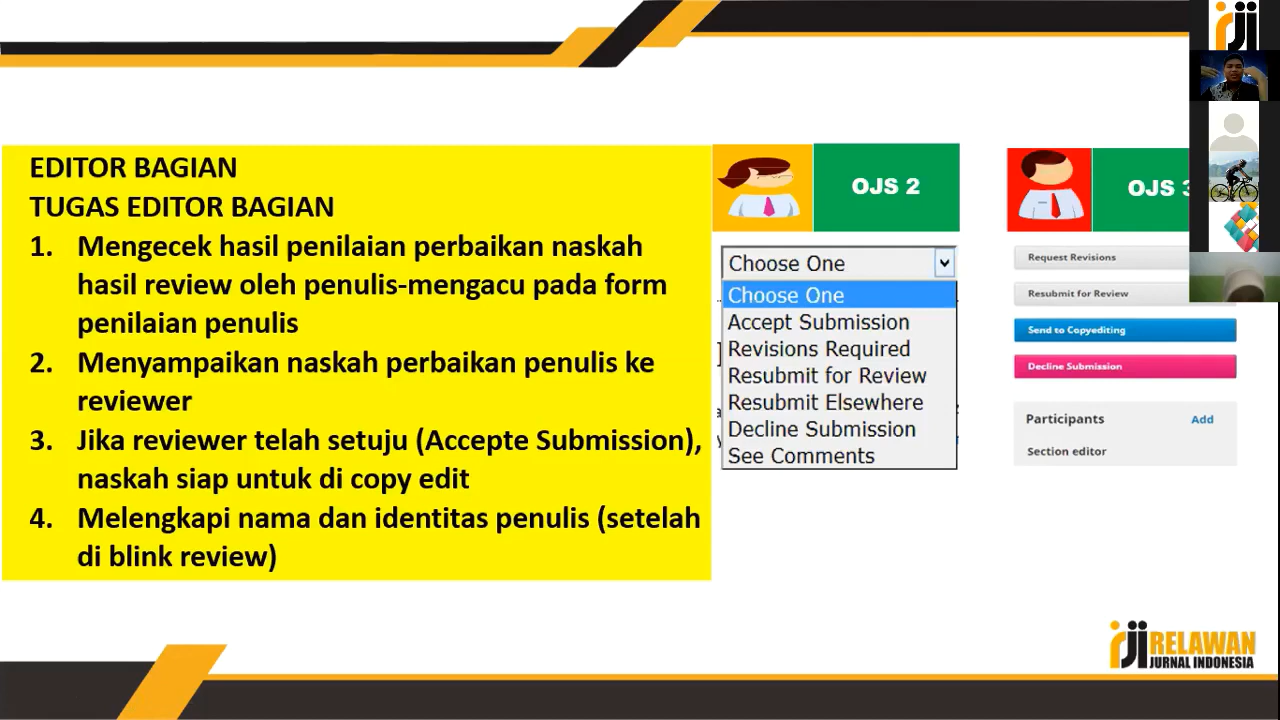 EDITOR BAGIAN
TUGAS EDITOR BAGIAN
1. Mengecek hasil penilaian perbaikan naskah
hasil review oleh penulis-mengacu pada form
penilaian penulis
2. Menyampaikan naskah perbaikan penulis ke
reviewer
3. Jika reviewer telah setuju (Accepte Submission),
naskah siap untuk di copy edit
4. Melengkapi nama dan identitas penulis (setelah
di blink review)
OJS 2
Choose One
Choose One
Accept Submission
Revisions Required
Resubmit for Review
Resubmit Elsewhere
Decline Submission
See Comments
OJS
Request Revisions
Resubmit for Review
Send to Copyediting
Decline Submission
Participants Add
Section editor
rji
rji RELAWAN
JURNAL INDONESIA